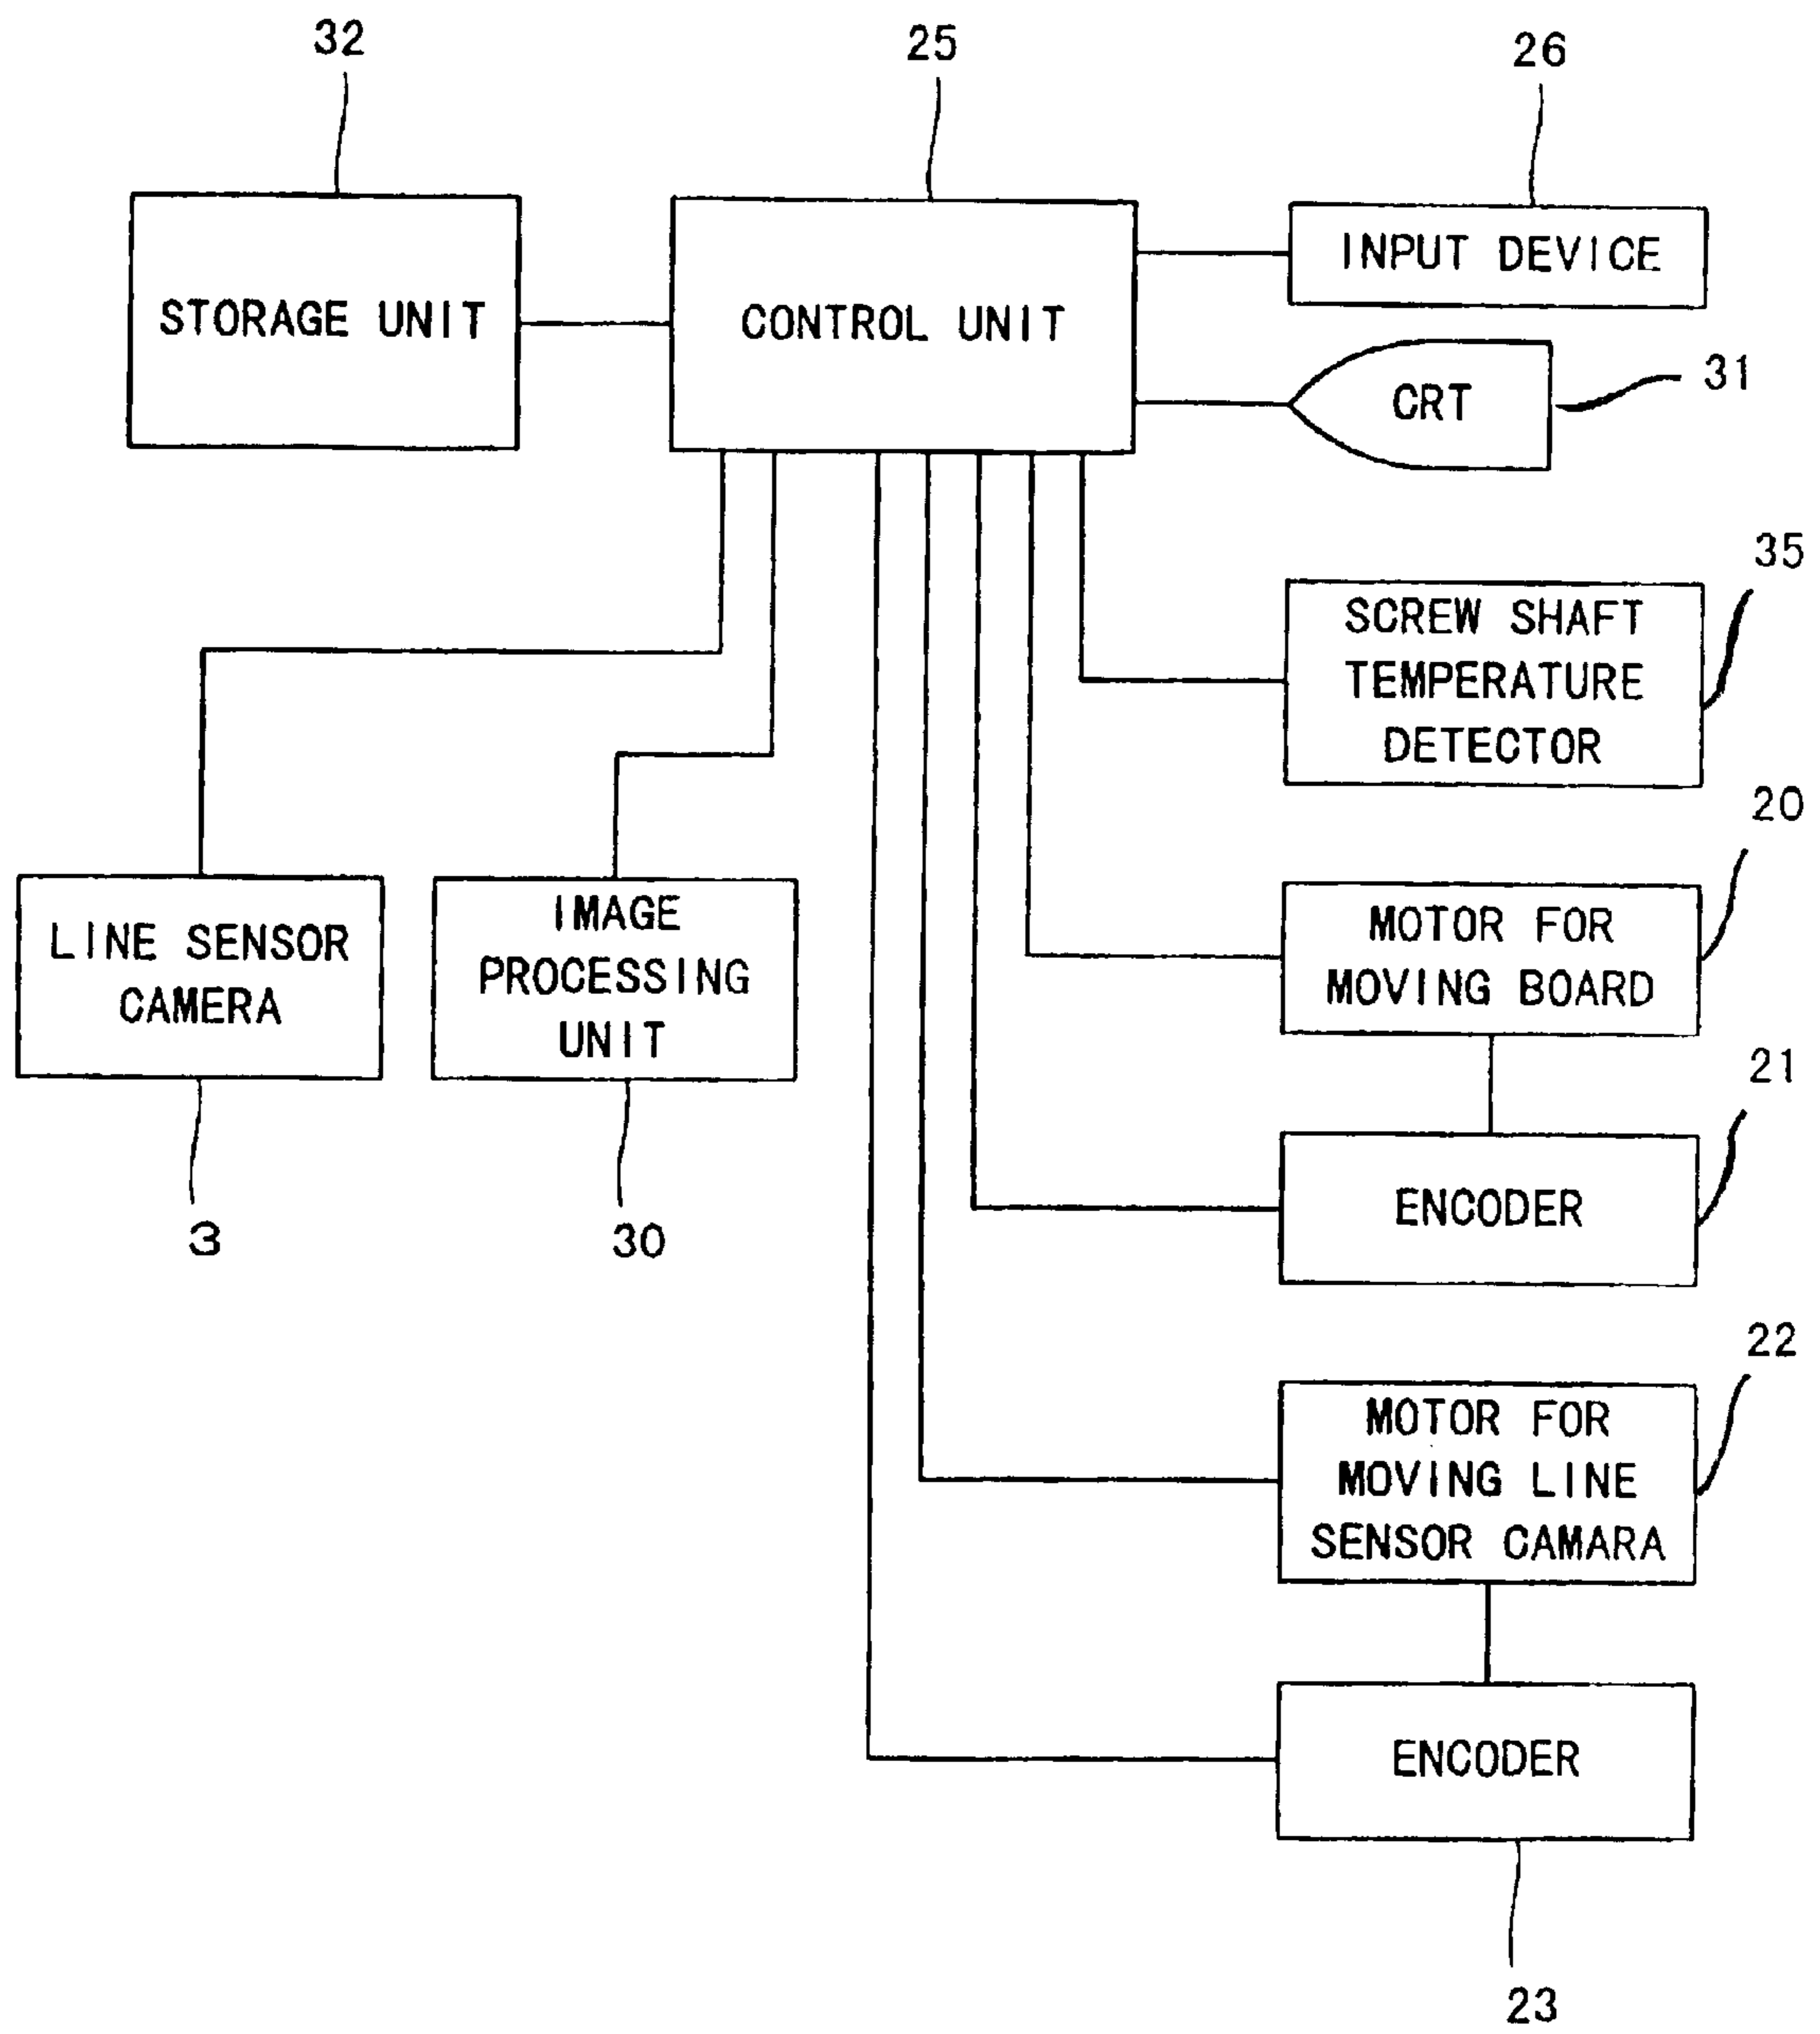 32
25
26
STORAGE UNIT
CONTROL UNIT
INPUT DEVICE
CRT
31
35
SCREW SHAFT
TEMPERATURE
DETECTOR
20
LINE SENSOR
CAMERA
IMAGE
PROCESSING
UNIT
MOTOR FOR
MOVING BOARD
21
3
30
ENCODER
22
MOTOR FOR
MOVING LINE
SENSOR CAMARA
ENCODER
23